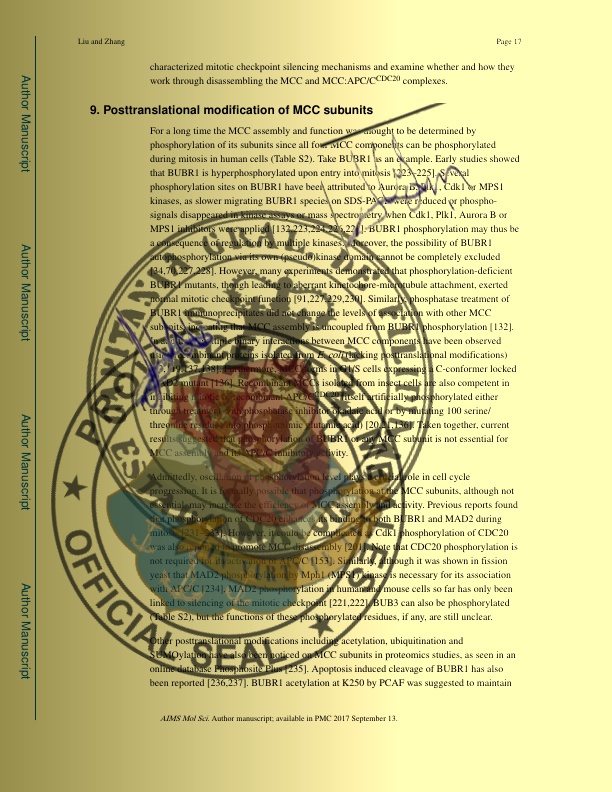 Liu and Zhang
Page 17
characterized mitotic checkpoint silencing mechanisms and examine whether and how they
work through disassembling the MCC and MCC:APC/C^CDC20 complexes.
9. Posttranslational modification of MCC subunits
For a long time the MCC assembly and function was thought to be determined by
phosphorylation of its subunits since all four MCC components can be phosphorylated
during mitosis in human cells (Table S2). Take BUBR1 as an example. Early studies showed
that BUBR1 is hyperphosphorylated upon entry into mitosis [223–225]. Several
phosphorylation sites on BUBR1 have been attributed to Aurora B, Cdk1 or MPS1
kinases, as slower migrating BUBR1 species on SDS-PAGE were reduced or phospho-
signals disappeared in kinase assays or mass spectrometry when Cdk1, Plk1, Aurora B or
MPS1 inhibitors were applied [132,223,224,225,22 ]. BUBR1 phosphorylation may thus be
a consequence of regulation by multiple kinases. Moreover, the possibility of BUBR1
autophosphorylation via its own (pseudo)kinase domain cannot be completely excluded
[34,70,227,228]. However, many experiments demonstrated that phosphorylation-deficient
BUBR1 mutants, though leading to aberrant kinetochore-microtubule attachment, exerted
normal mitotic checkpoint function [91,227,229,230]. Similarly, phosphatase treatment of
BUBR1 immunoprecipitates did not change the levels of association with other MCC
subunits, indicating that MCC assembly is uncoupled from BUBR1 phosphorylation [132].
multiple binary interactions between MCC components have been observed
using recombinant proteins isolated from E. coli (lacking posttranslational modifications)
137,138]. Furthermore, MCC forms in G1/S cells expressing a C-conformer locked
MAD2 mutant [136]. Recombinant MCCs isolated from insect cells are also competent in
inhibiting recombinant APC/C^CDC20 itself artificially phosphorylated either
through treatment of phosphatase inhibitor (okadaic acid) or by mutating 100 serine/
threonine residues into phosphomimic (glutamic acid) [20,21,136]. Taken together, current
results suggest that phosphorylation of BUBR1 or any MCC subunit is not essential for
MCC assembly and its APC/C inhibitory activity.
Admittedly, oscillation of phosphorylation level plays a crucial role in cell cycle
progression. It is still possible that phosphorylation of the MCC subunits, although not
essential, may increase the efficiency of MCC assembly and activity. Previous reports found
that phosphorylation of CDC20 enhances its binding to both BUBR1 and MAD2 during
mitosis [231–233]. However, it could be complicated as Cdk1 phosphorylation of CDC20
was also reported to promote MCC disassembly [201]. Note that CDC20 phosphorylation is
not required for its activation of APC/C [153]. Similarly, although it was shown in fission
yeast that MAD2 phosphorylation by Mph1 (MPS1) kinase is necessary for its association
with APC/C [234], MAD2 phosphorylation in human and mouse cells so far has only been
linked to silencing of the mitotic checkpoint [221,222]. BUB3 can also be phosphorylated
(Table S2), but the functions of these phosphorylated residues, if any, are still unclear.
Other posttranslational modifications including acetylation, ubiquitination and
SUMOylation have also been noticed on MCC subunits in proteomics studies, as seen in an
online database Phosphosite Plus [235]. Apoptosis induced cleavage of BUBR1 has also
been reported [236,237]. BUBR1 acetylation at K250 by PCAF was suggested to maintain
AIMS Mol Sci. Author manuscript; available in PMC 2017 September 13.
Author Manuscript
Author Manuscript
Author Manuscript
Author Manuscript
OFFICIAL SEAL